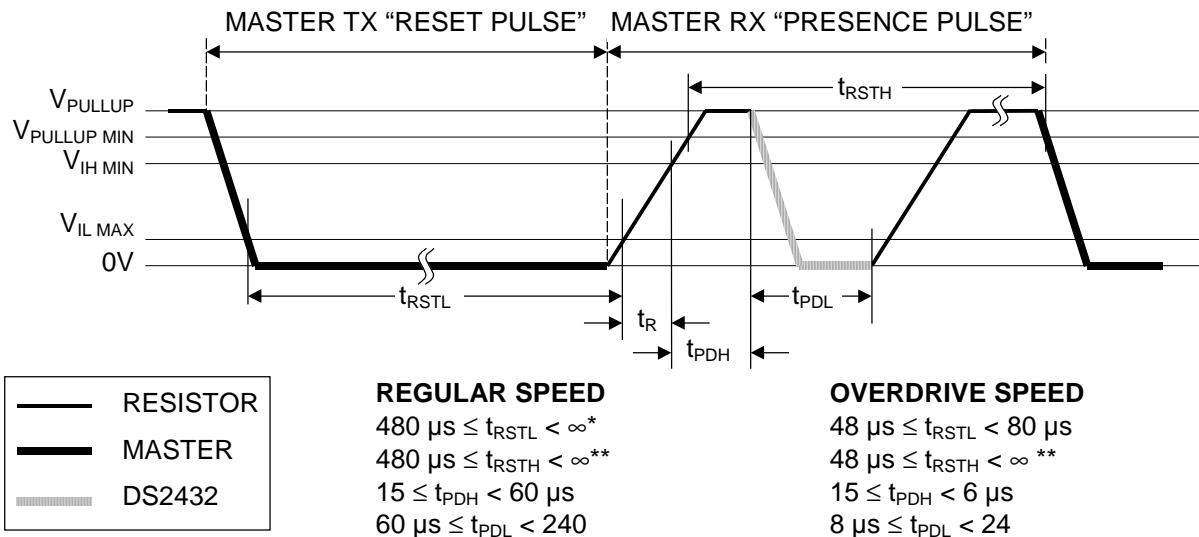 MASTER TX “RESET PULSE” MASTER RX “PRESENCE PULSE”
tRSTH
VPULLUP
VPULLUP MIN
VIH MIN
VIL MAX
0V
tRSTL
tPDL
tR
tPDH
RESISTOR
MASTER
DS2432
REGULAR SPEED
480 µs ≤ tRSTL < ∞*
480 µs ≤ tRSTH < ∞**
15 ≤ tPDH < 60 µs
60 µs ≤ tPDL < 240
OVERDRIVE SPEED
48 µs ≤ tRSTL < 80 µs
48 µs ≤ tRSTH < ∞ **
15 ≤ tPDH < 6 µs
8 µs ≤ tPDL < 24